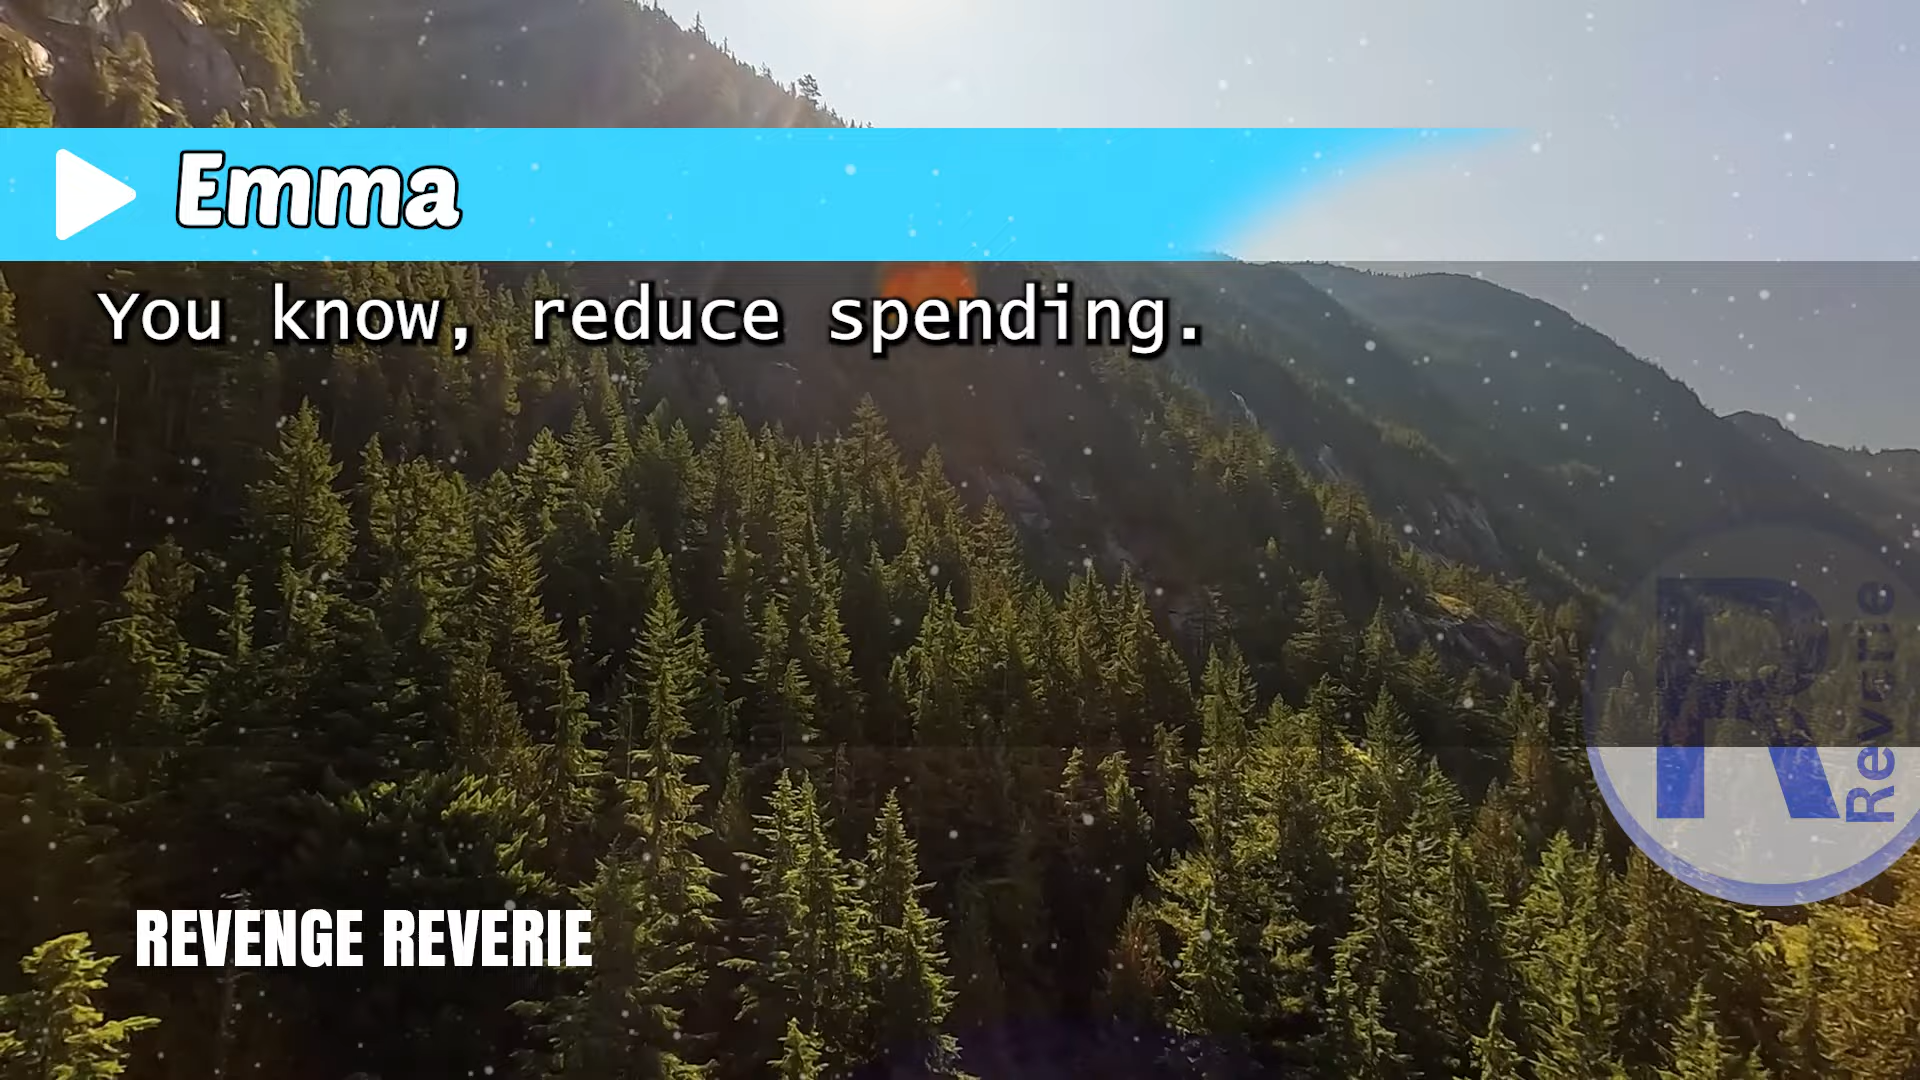 Emma
You know, reduce spending.
R
Reverie
REVENGE REVERIE